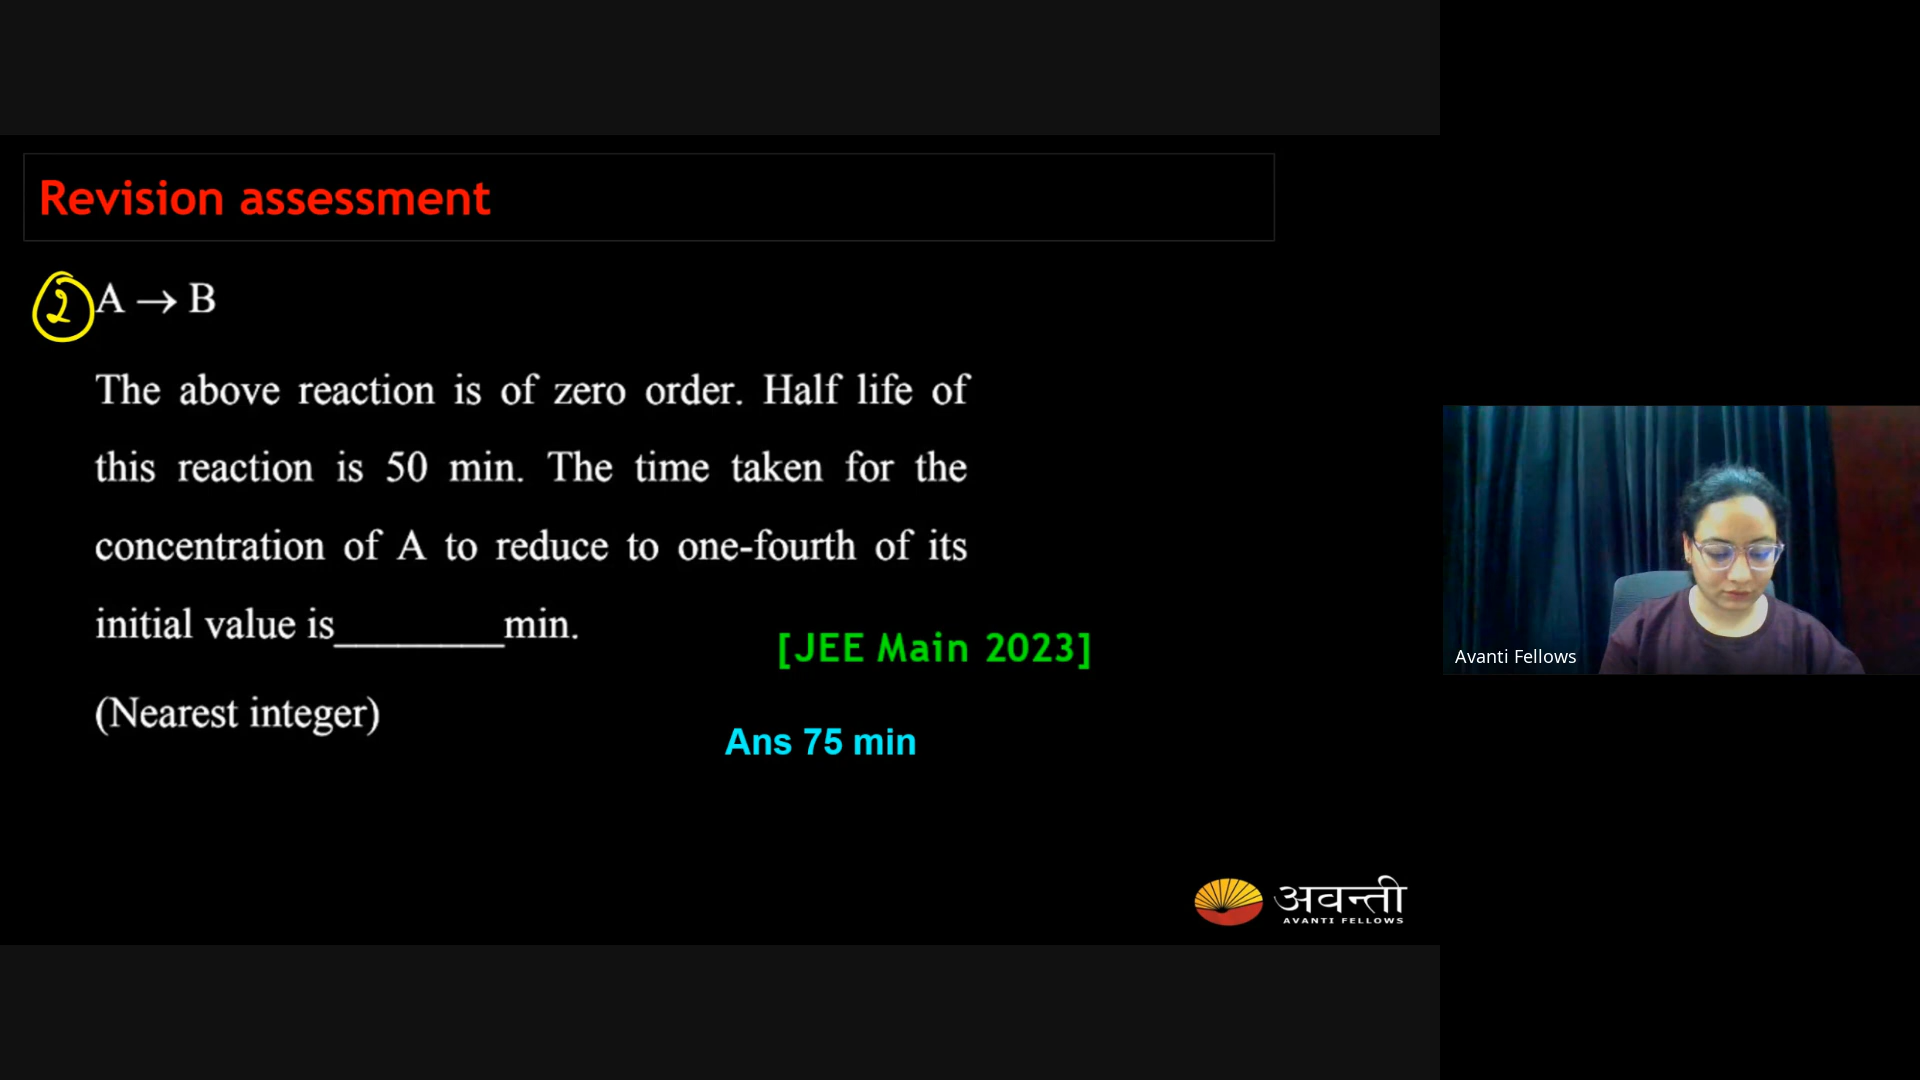 Revision assessment
2 A → B
The above reaction is of zero order. Half life of
this reaction is 50 min. The time taken for the
concentration of A to reduce to one-fourth of its
initial value is________min.
[JEE Main 2023]
(Nearest integer)
Ans 75 min
अवन्ती
AVANTI FELLOWS
Avanti Fellows